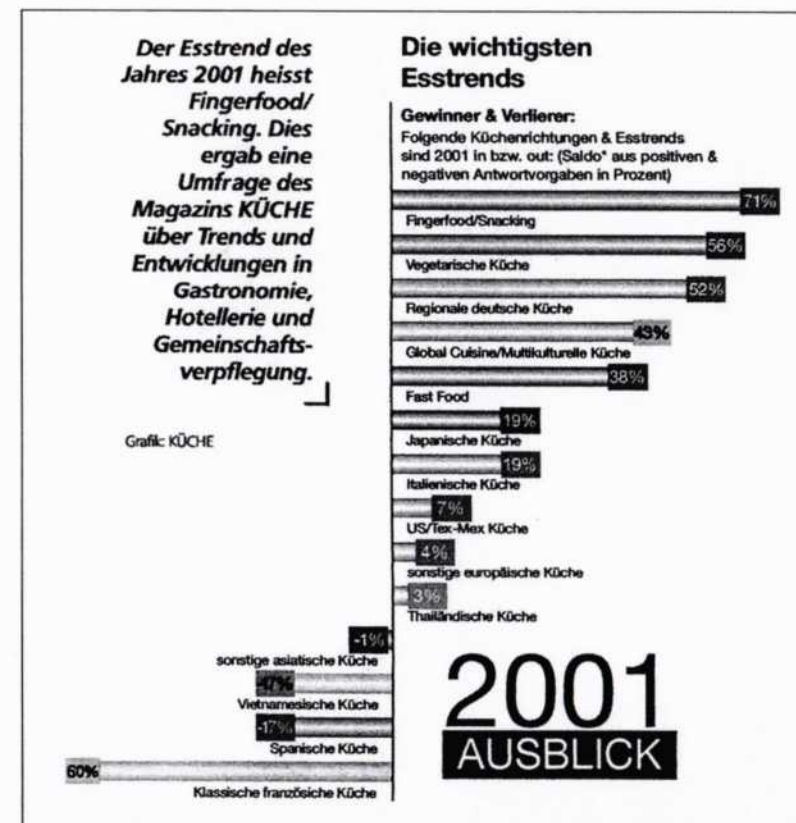 Der Esstrend des
Jahres 2001 heisst
Fingerfood/
Snacking. Dies
ergab eine
Umfrage des
Magazins KÜCHE
über Trends und
Entwicklungen in
Gastronomie,
Hotellerie und
Gemeinschafts-
verpflegung.
Grafik: KÜCHE
Die wichtigsten
Esstrends
Gewinner & Verlierer:
Folgende Küchenrichtungen & Esstrends
sind 2001 in bzw. out: (Saldo* aus positiven &
negativen Antwortvorgaben in Prozent)
71%
Fingerfood/Snacking
56%
Vegetarische Küche
52%
Regionale deutsche Küche
43%
Global Cuisine/Multikulturelle Küche
38%
Fast Food
19%
Japanische Küche
19%
Italienische Küche
7%
US/Tex-Mex Küche
4%
sonstige europäische Küche
3%
Thailändische Küche
-1%
sonstige asiatische Küche
-17%
Vietnamesische Küche
-17%
Spanische Küche
60%
Klassische französiche Küche
2001
AUSBLICK